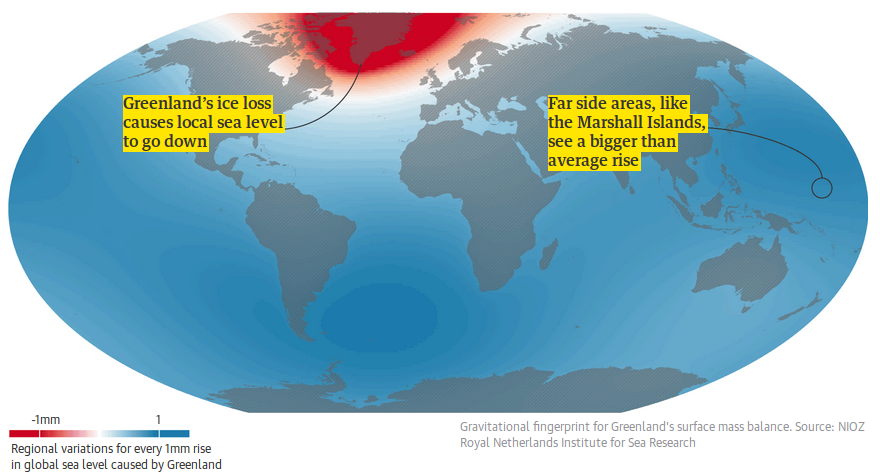 Greenland's ice loss
causes local sea level
to go down
Far side areas, like
the Marshall Islands,
see a bigger than
average rise
-1mm 1
Regional variations for every 1mm rise
in global sea level caused by Greenland
Gravitational fingerprint for Greenland's surface mass balance. Source: NIOZ
Royal Netherlands Institute for Sea Research